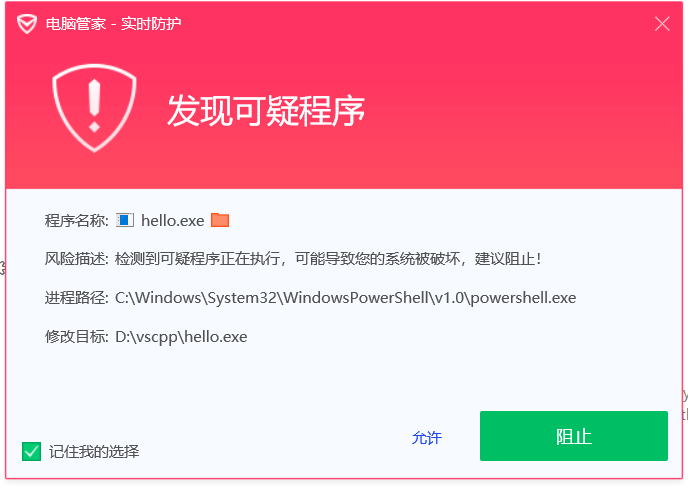 电脑管家 - 实时防护
发现可疑程序
程序名称: hello.exe
风险描述: 检测到可疑程序正在执行，可能导致您的系统被破坏，建议阻止！
进程路径: C:\Windows\System32\WindowsPowerShell\v1.0\powershell.exe
修改目标: D:\vscpp\hello.exe
记住我的选择
允许
阻止